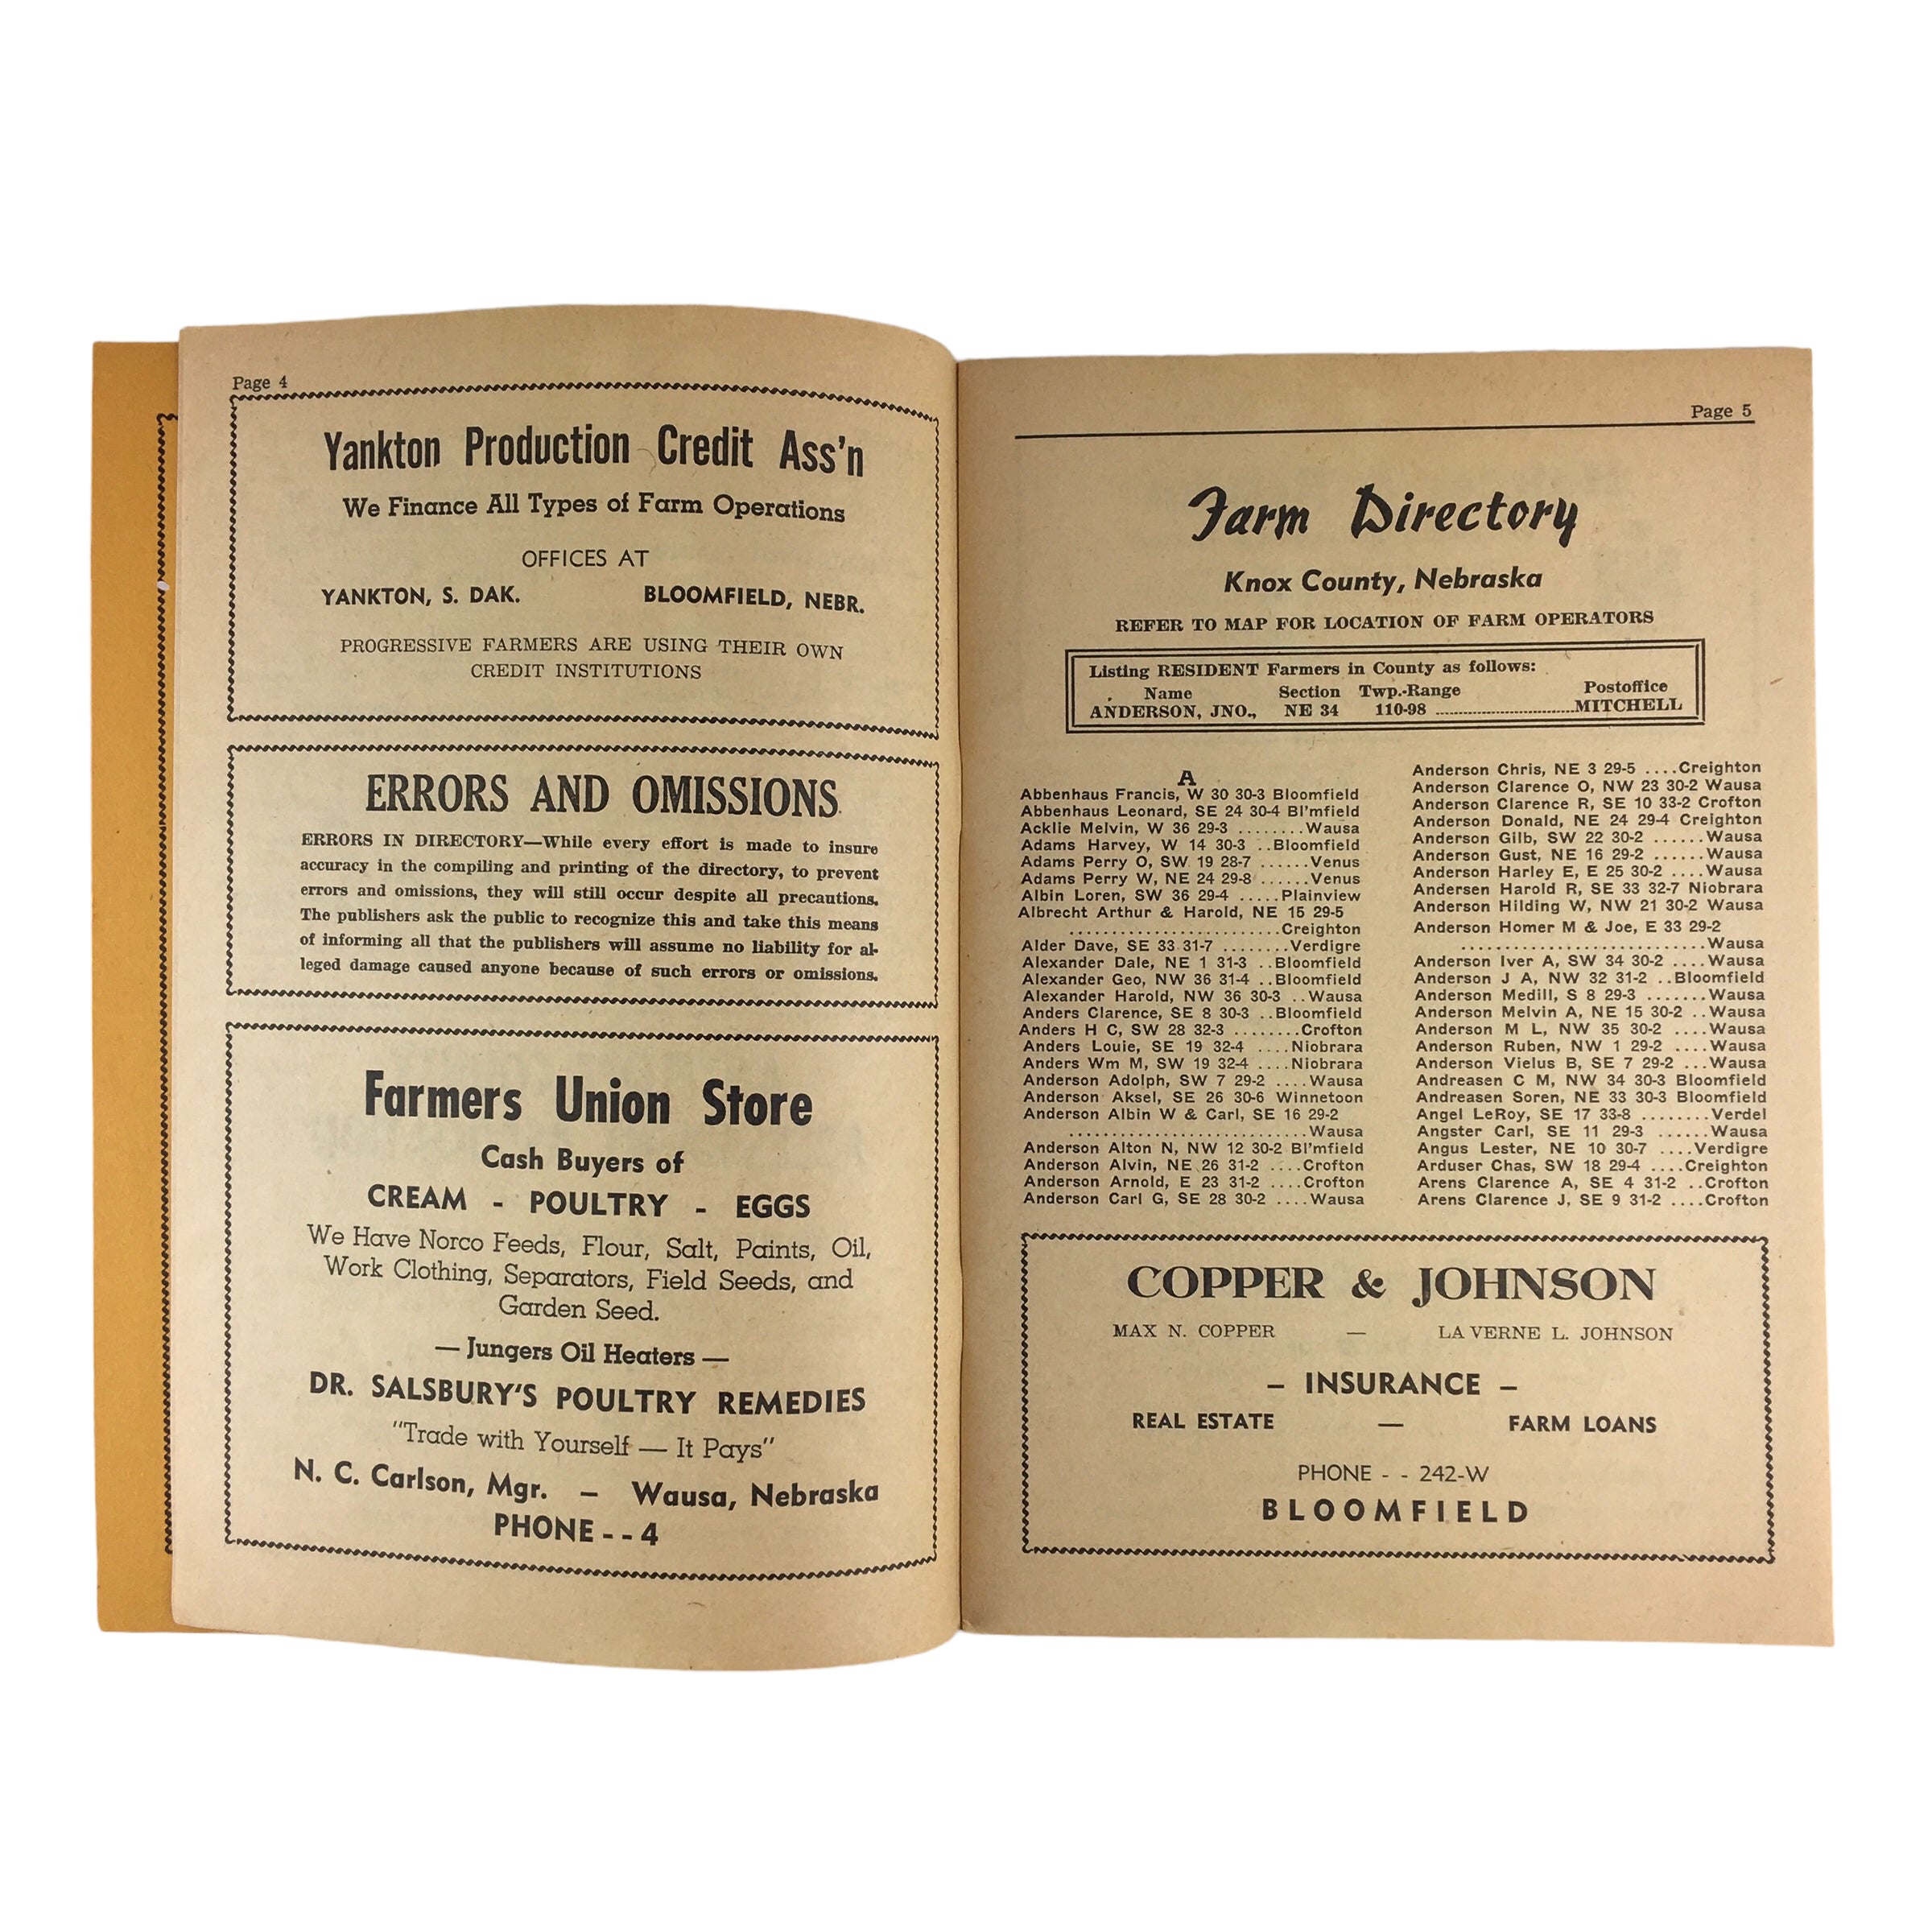 Page 4
Yankton Production Credit Ass'n
We Finance All Types of Farm Operations
OFFICES AT
YANKTON, S. DAK. BLOOMFIELD, NEBR.
PROGRESSIVE FARMERS ARE USING THEIR OWN
CREDIT INSTITUTIONS
ERRORS AND OMISSIONS
ERRORS IN DIRECTORY—While every effort is made to insure
accuracy in the compiling and printing of the directory, to prevent
errors and omissions, they will still occur despite all precautions.
The publishers ask the public to recognize this and take this means
of informing all that the publishers will assume no liability for al-
leged damage caused anyone because of such errors or omissions.
Farmers Union Store
Cash Buyers of
CREAM - POULTRY - EGGS
We Have Norco Feeds, Flour, Salt, Paints, Oil,
Work Clothing, Separators, Field Seeds, and
Garden Seed.
— Jungers Oil Heaters —
DR. SALSBURY'S POULTRY REMEDIES
"Trade with Yourself — It Pays"
N. C. Carlson, Mgr. – Wausa, Nebraska
PHONE - - 4
Page 5
Farm Directory
Knox County, Nebraska
REFER TO MAP FOR LOCATION OF FARM OPERATORS
Listing RESIDENT Farmers in County as follows:
Name Section Twp.-Range Postoffice
ANDERSON, JNO., NE 34 110-98 ..............................MITCHELL
A
Abbenhaus Francis, W 30 30-3 Bloomfield
Abbenhaus Leonard, SE 24 30-4 Bl'mfield
Acklie Melvin, W 36 29-3 ........Wausa
Adams Harvey, W 14 30-3 ..Bloomfield
Adams Perry O, SW 19 28-7 ......Venus
Adams Perry W, NE 24 29-8 ......Venus
Albin Loren, SW 36 29-4 .....Plainview
Albrecht Arthur & Harold, NE 15 29-5
.........................Creighton
Alder Dave, SE 33 31-7 ........Verdigre
Alexander Dale, NE 1 31-3 ..Bloomfield
Alexander Geo, NW 36 31-4 ..Bloomfield
Alexander Harold, NW 36 30-3 ..Wausa
Anders Clarence, SE 8 30-3 ..Bloomfield
Anders H C, SW 28 32-3 ........Crofton
Anders Louie, SE 19 32-4 ....Niobrara
Anders Wm M, SW 19 32-4 ....Niobrara
Anderson Adolph, SW 7 29-2 ....Wausa
Anderson Aksel, SE 26 30-6 Winnetoon
Anderson Albin W & Carl, SE 16 29-2
............................Wausa
Anderson Alton N, NW 12 30-2 Bl'mfield
Anderson Alvin, NE 26 31-2 ....Crofton
Anderson Arnold, E 23 31-2 ....Crofton
Anderson Carl G, SE 28 30-2 ....Wausa
Anderson Chris, NE 3 29-5 ....Creighton
Anderson Clarence O, NW 23 30-2 Wausa
Anderson Clarence R, SE 10 33-2 Crofton
Anderson Donald, NE 24 29-4 Creighton
Anderson Gilb, SW 22 30-2 ......Wausa
Anderson Gust, NE 16 29-2 ......Wausa
Anderson Harley E, E 25 30-2 ....Wausa
Andersen Harold R, SE 33 32-7 Niobrara
Anderson Hilding W, NW 21 30-2 Wausa
Anderson Homer M & Joe, E 33 29-2
............................Wausa
Anderson Iver A, SW 34 30-2 ....Wausa
Anderson J A, NW 32 31-2 ..Bloomfield
Anderson Medill, S 8 29-3 .......Wausa
Anderson Melvin A, NE 15 30-2 ..Wausa
Anderson M L, NW 35 30-2 ....Wausa
Anderson Ruben, NW 1 29-2 ....Wausa
Anderson Vielus B, SE 7 29-2 ...Wausa
Andreasen C M, NW 34 30-3 Bloomfield
Andreasen Soren, NE 33 30-3 Bloomfield
Angel LeRoy, SE 17 33-8 ........Verdel
Angster Carl, SE 11 29-3 ......Wausa
Angus Lester, NE 10 30-7 ....Verdigre
Arduser Chas, SW 18 29-4 ....Creighton
Arens Clarence A, SE 4 31-2 ..Crofton
Arens Clarence J, SE 9 31-2 ....Crofton
COPPER & JOHNSON
MAX N. COPPER — LA VERNE L. JOHNSON
– INSURANCE –
REAL ESTATE — FARM LOANS
PHONE - - 242-W
BLOOMFIELD